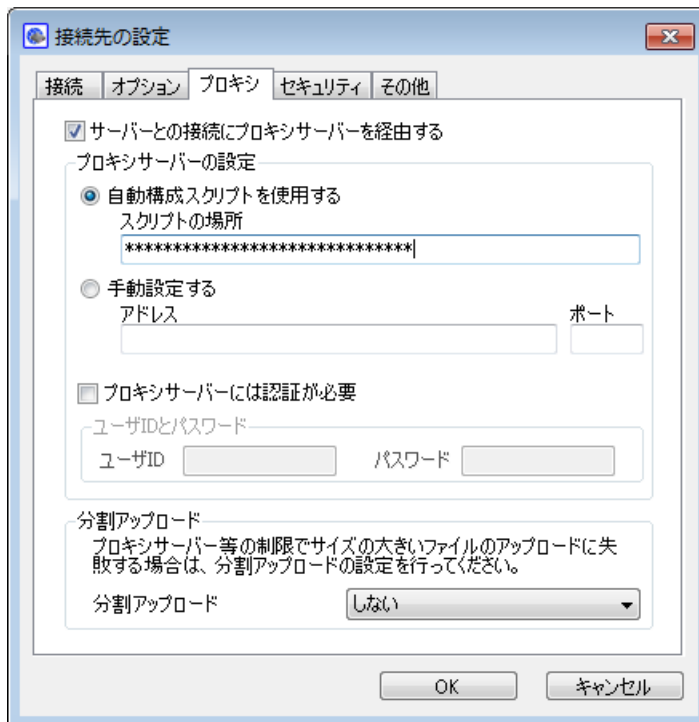 接続先の設定
接続 オプション プロキシ セキュリティ その他
サーバーとの接続にプロキシサーバーを経由する
プロキシサーバーの設定
自動構成スクリプトを使用する
スクリプトの場所
******************************
手動設定する
アドレス ポート
プロキシサーバーには認証が必要
ユーザIDとパスワード
ユーザID パスワード
分割アップロード
プロキシサーバー等の制限でサイズの大きいファイルのアップロードに失
敗する場合は、分割アップロードの設定を行ってください。
分割アップロード しない
OK キャンセル